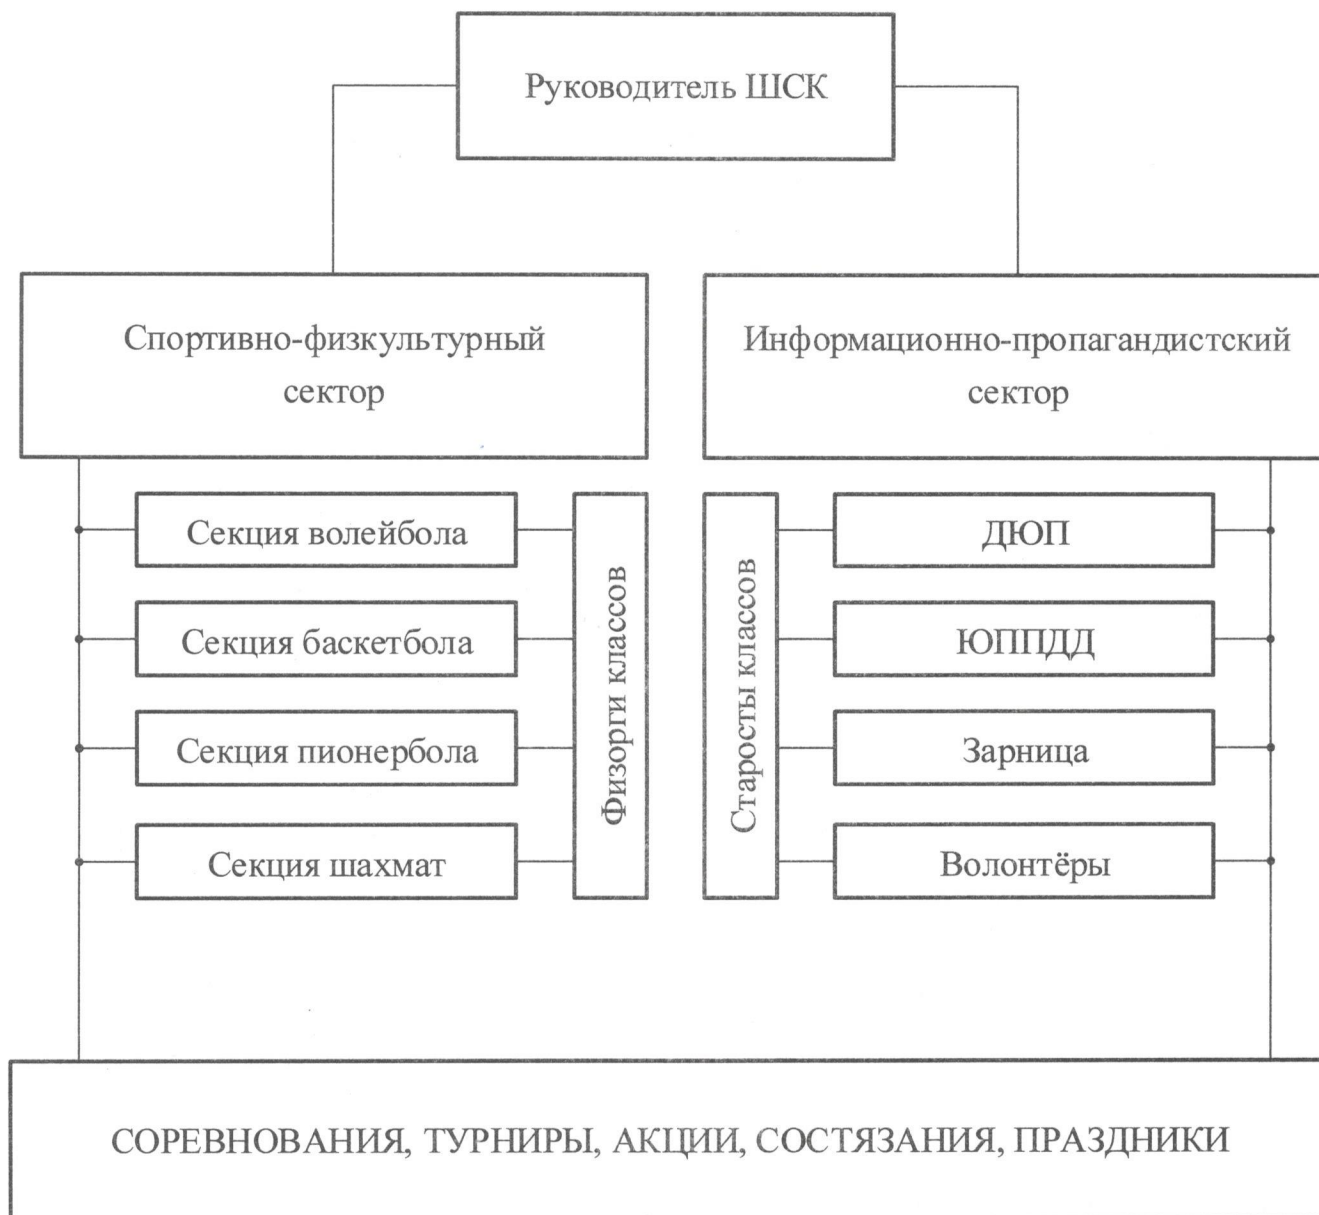 Руководитель ШСК
Спортивно-физкультурный
сектор
Информационно-пропагандистский
сектор
Секция волейбола
Секция баскетбола
Секция пионербола
Секция шахмат
Физорги классов
Старосты классов
ДЮП
ЮППДД
Зарница
Волонтёры
СОРЕВНОВАНИЯ, ТУРНИРЫ, АКЦИИ, СОСТЯЗАНИЯ, ПРАЗДНИКИ